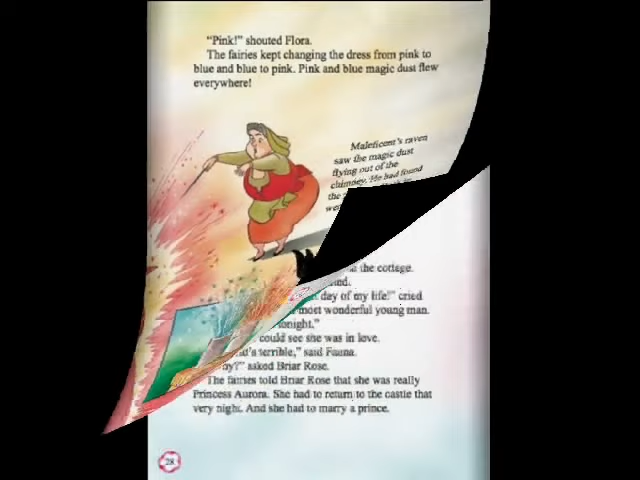 "Pink!" shouted Flora.
The fairies kept changing the dress from pink to
blue and blue to pink. Pink and blue magic dust flew
everywhere!
Maleficent's raven
saw the magic dust
flying out of the
chimney. He had found
the
the cottage.
day of my life!" cried
most wonderful young man.
tonight."
could see she was in love.
terrible," said Fauna.
asked Briar Rose.
The fairies told Briar Rose that she was really
Princess Aurora. She had to return to the castle that
very night. And she had to marry a prince.
28